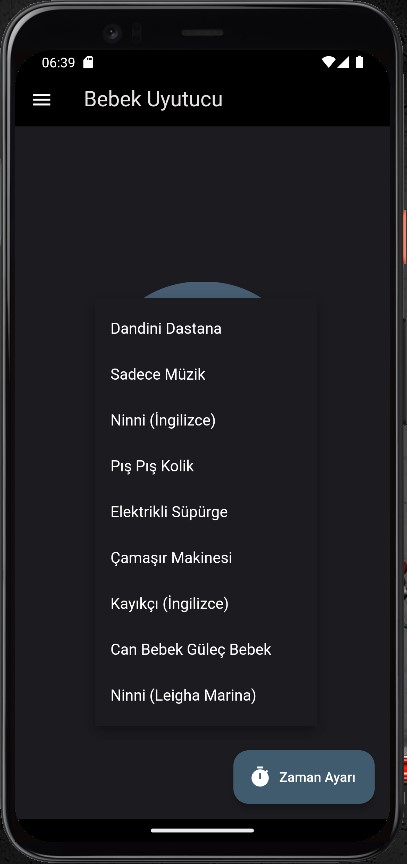 06:39
Bebek Uyutucu
Dandini Dastana
Sadece Müzik
Ninni (İngilizce)
Pış Pış Kolik
Elektrikli Süpürge
Çamaşır Makinesi
Kayıkçı (İngilizce)
Can Bebek Güleç Bebek
Ninni (Leigha Marina)
Zaman Ayarı